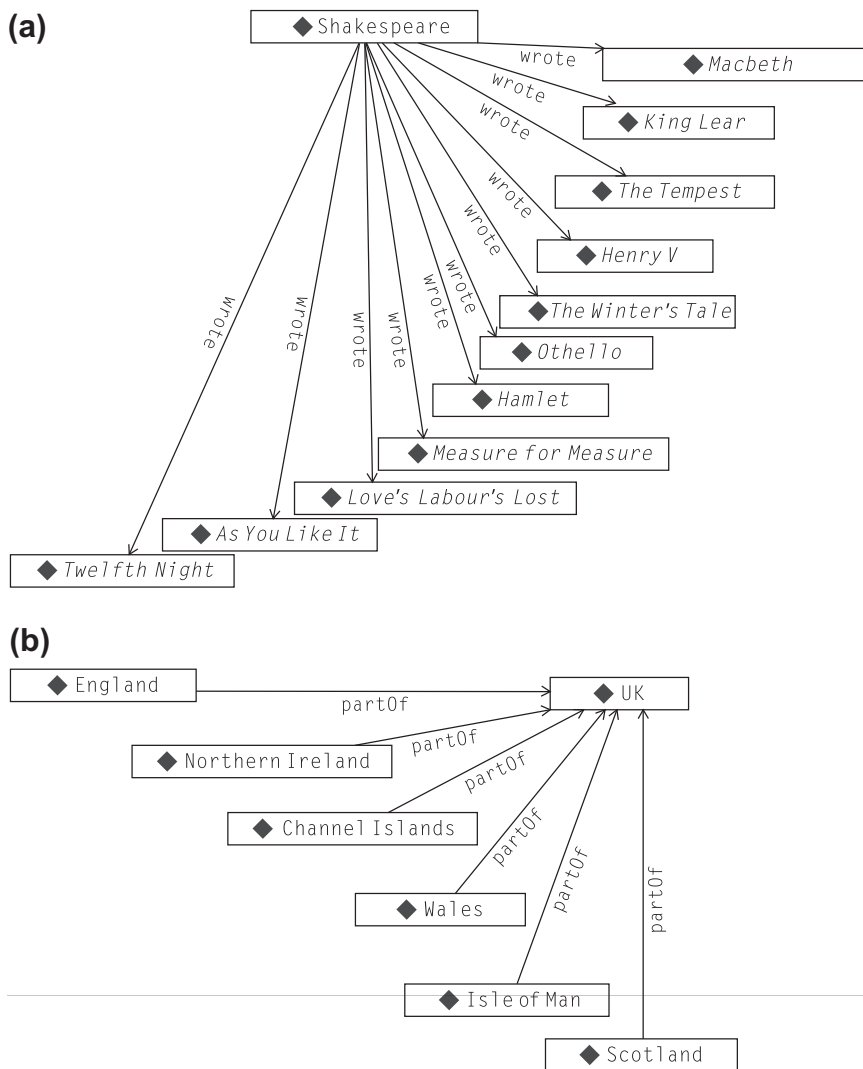 (a)
Shakespeare
wrote
Macbeth
wrote
King Lear
wrote
The Tempest
wrote
Henry V
wrote
The Winter's Tale
wrote
Othello
wrote
Hamlet
wrote
Measure for Measure
wrote
Love's Labour's Lost
wrote
As You Like It
wrote
Twelfth Night
(b)
England
partOf
UK
Northern Ireland
partOf
Channel Islands
partOf
Wales
partOf
Isle of Man
partOf
Scotland
partOf